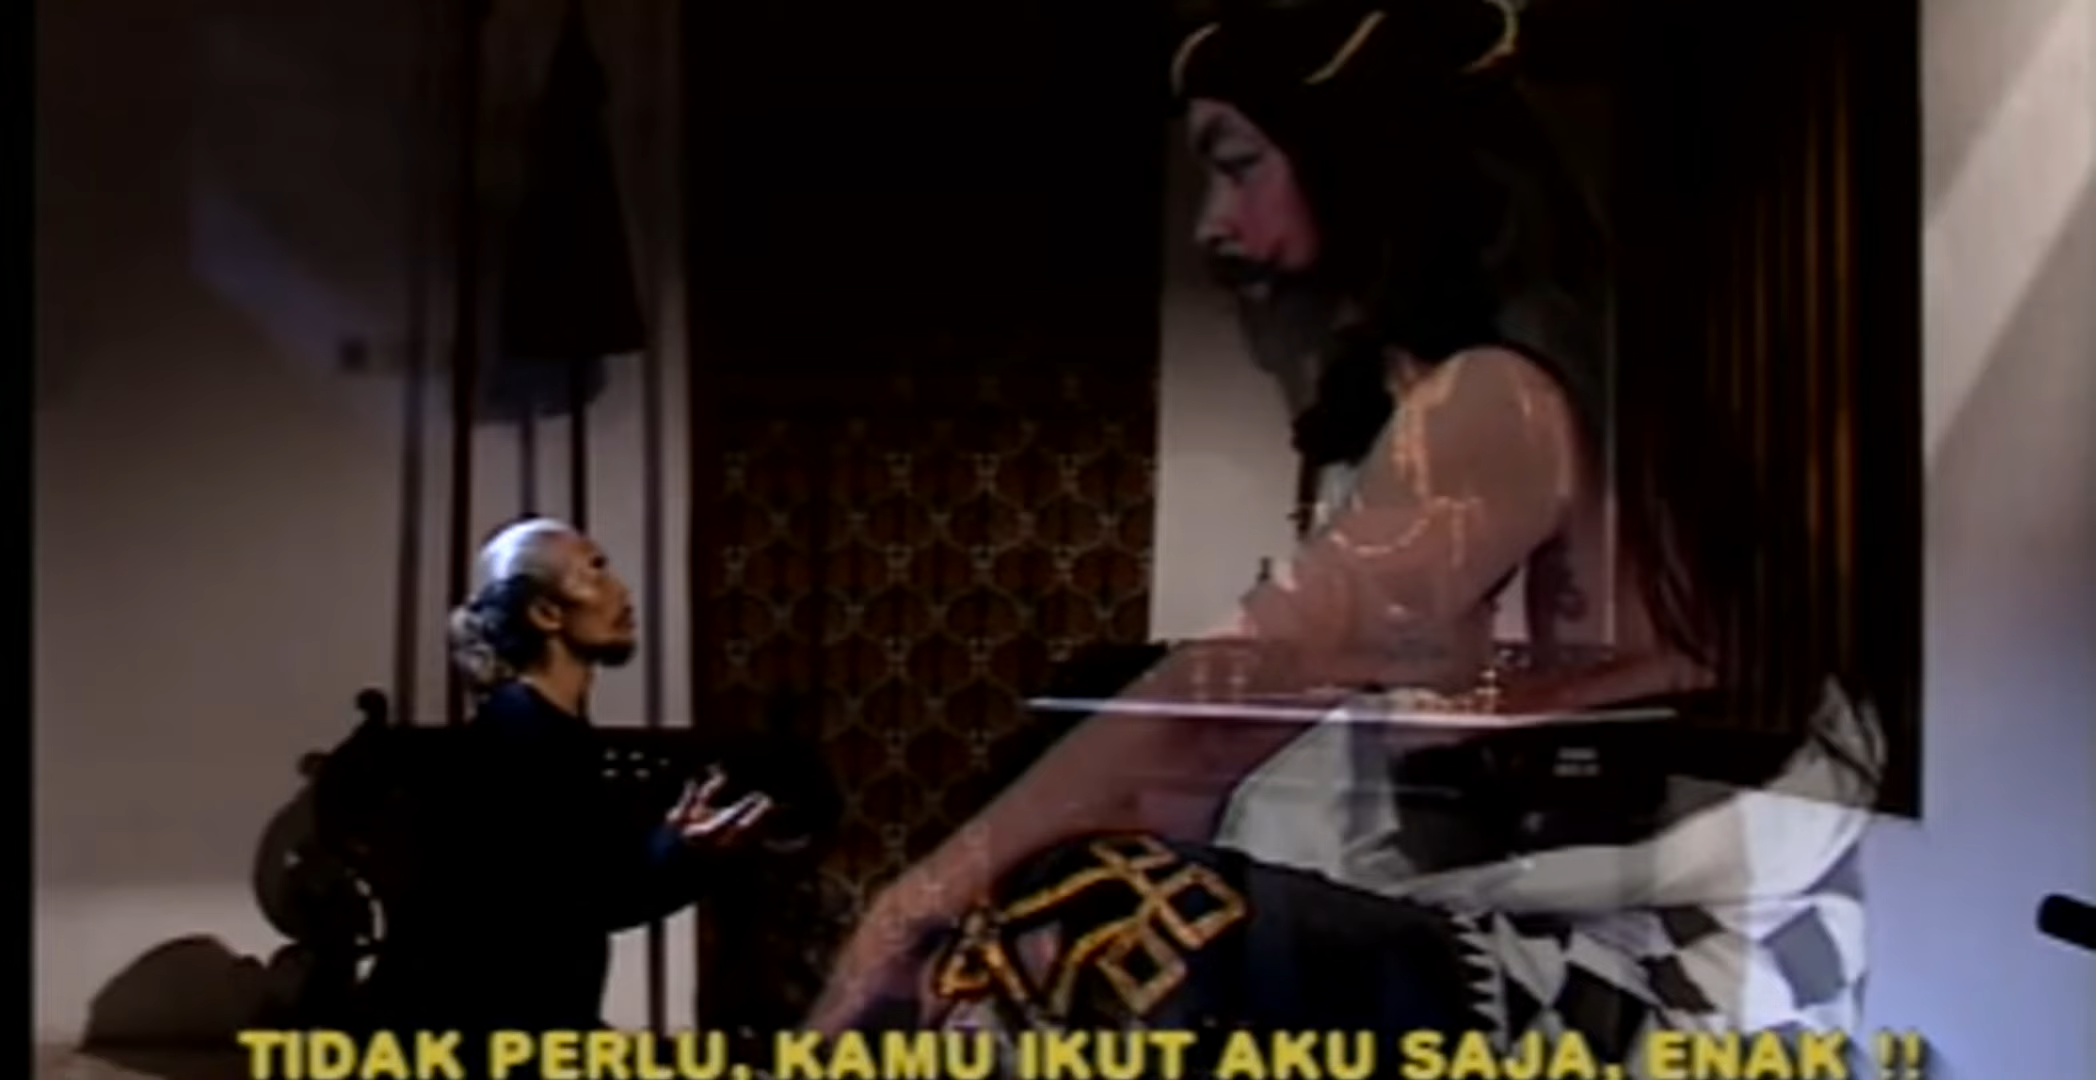 TIDAK PERLU, KAMU IKUT AKU SAJA, ENAK !!